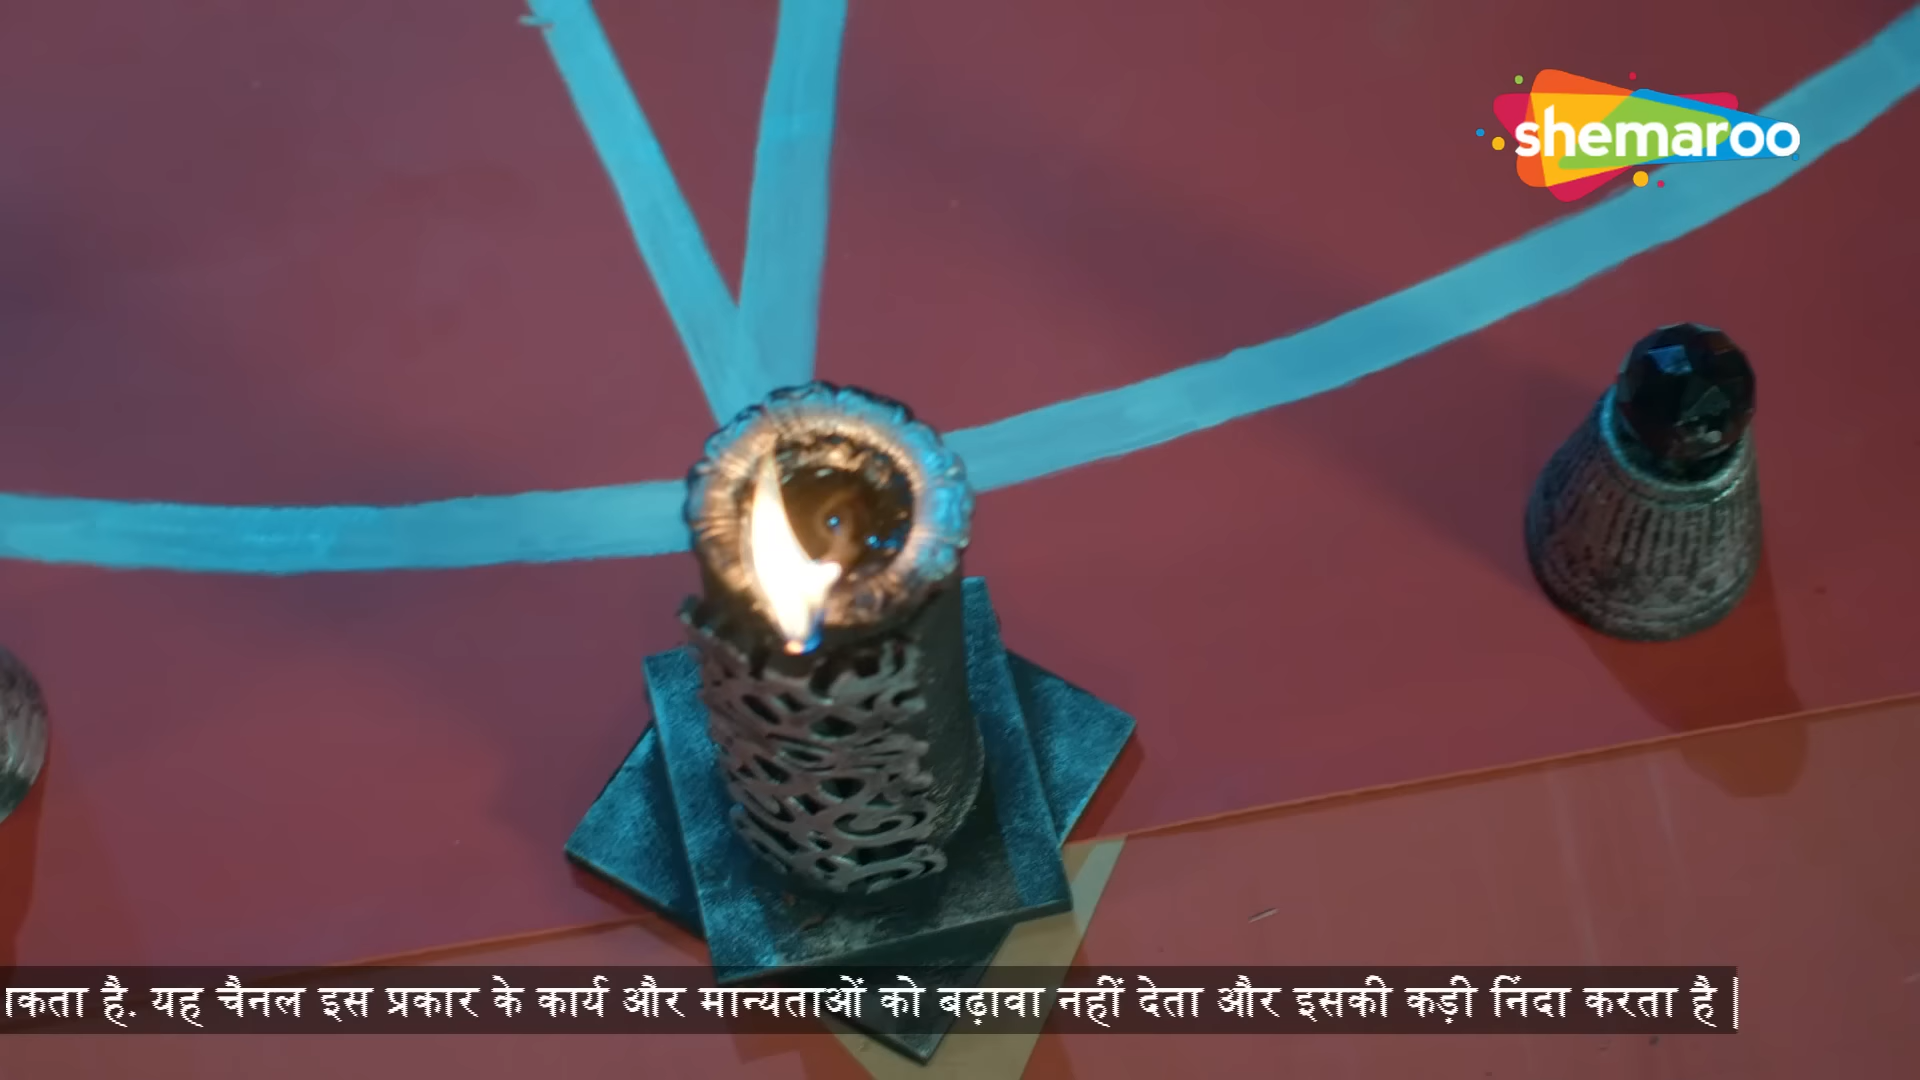 shemaroo
कता है. यह चैनल इस प्रकार के कार्य और मान्यताओं को बढ़ावा नहीं देता और इसकी कड़ी निंदा करता है |